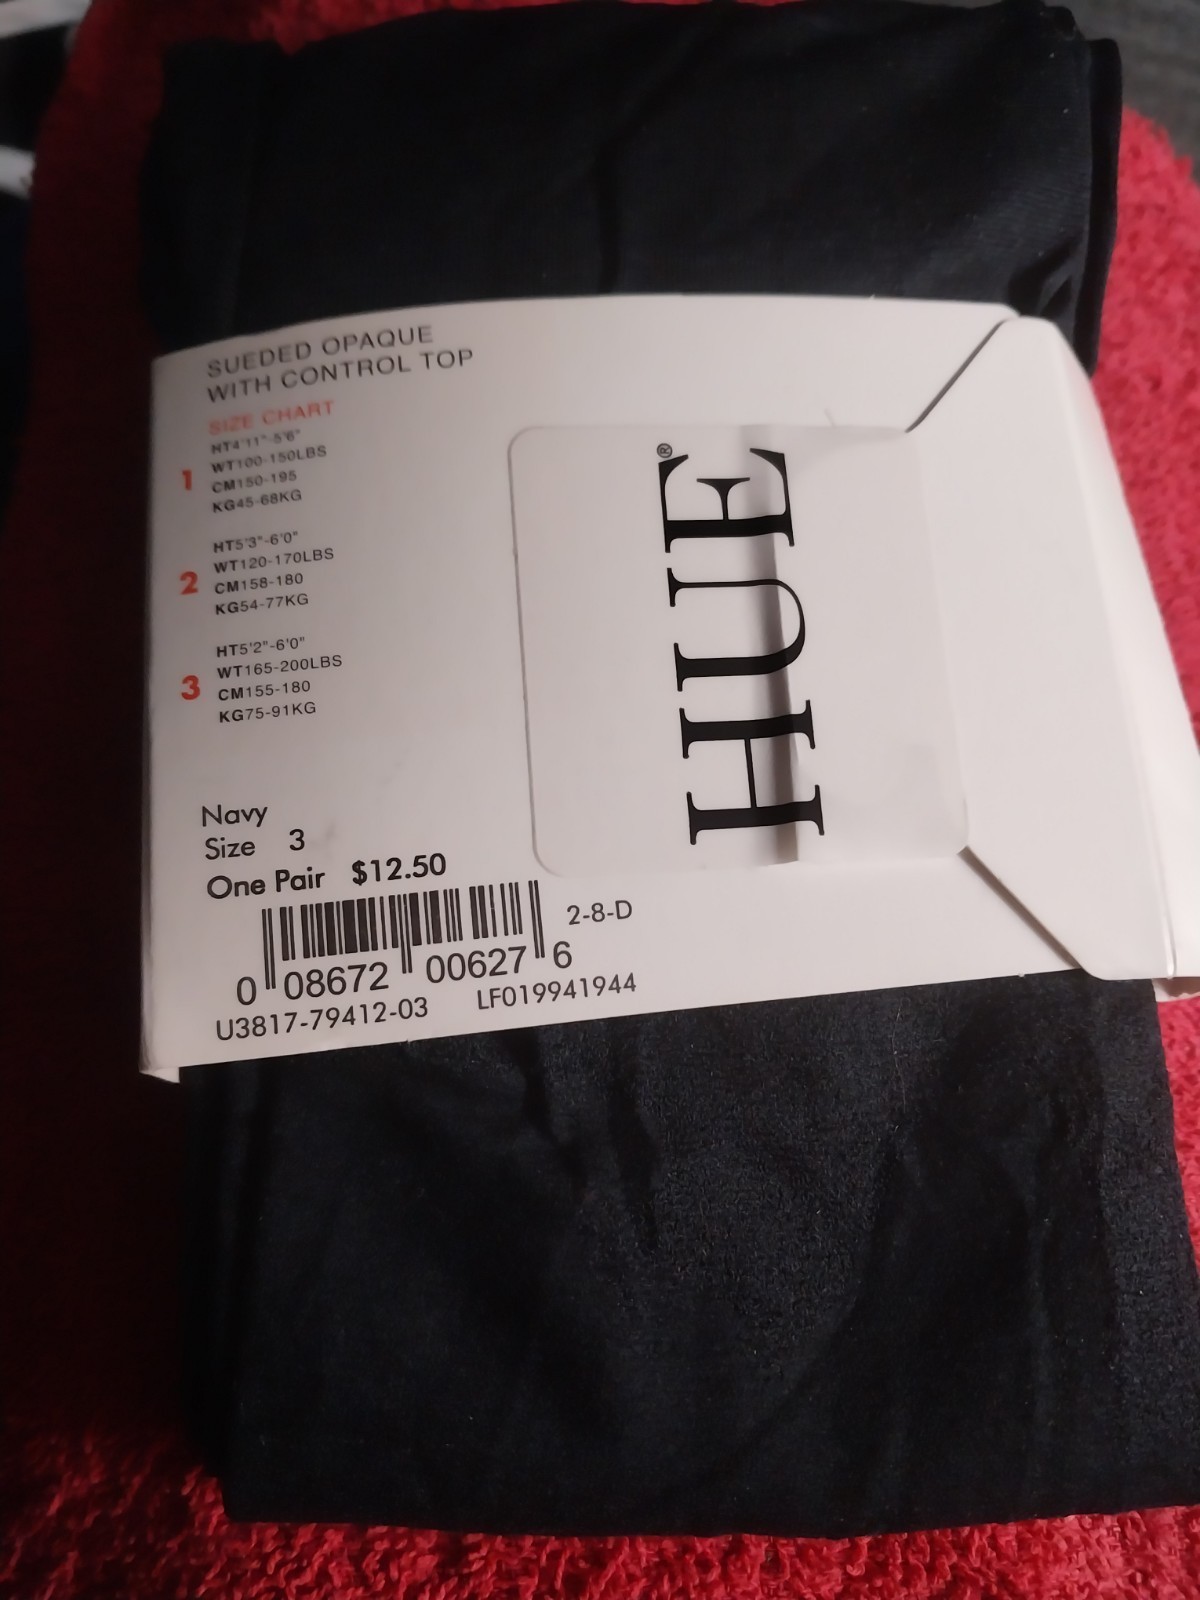 SUEDED OPAQUE
WITH CONTROL TOP
SIZE CHART
1
HT4'11"-5'6"
WT100-150LBS
CM150-195
KG45-68KG
2
HT5'3"-6'0"
WT120-170LBS
CM158-180
KG54-77KG
3
HT5'2"-6'0"
WT165-200LBS
CM155-180
KG75-91KG
Navy
Size 3
One Pair $12.50
2-8-D
0 08672 00627 6
U3817-79412-03 LF019941944
HUE®